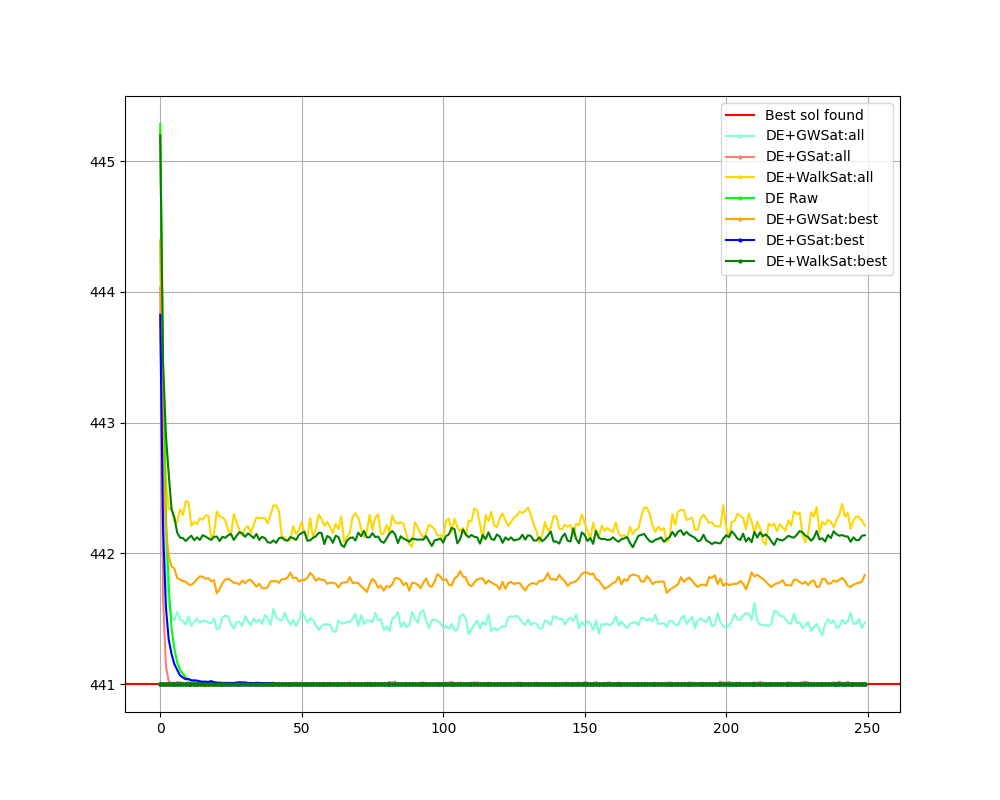 Best sol found
DE+GWSat:all
DE+GSat:all
DE+WalkSat:all
DE Raw
DE+GWSat:best
DE+GSat:best
DE+WalkSat:best
445
444
443
442
441
0 50 100 150 200 250